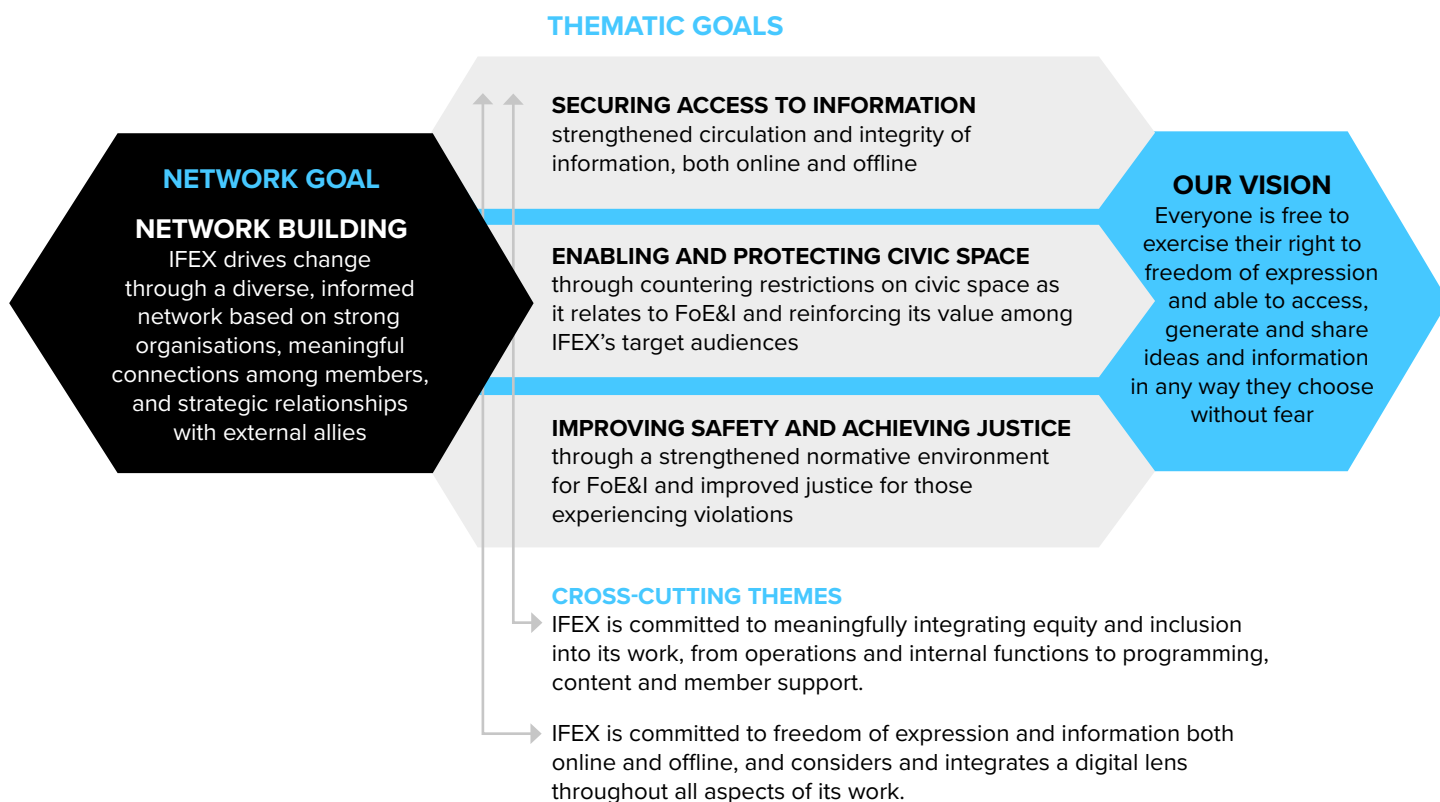 THEMATIC GOALS
NETWORK GOAL
NETWORK BUILDING
IFEX drives change
through a diverse, informed
network based on strong
organisations, meaningful
connections among members,
and strategic relationships
with external allies
SECURING ACCESS TO INFORMATION
strengthened circulation and integrity of
information, both online and offline
ENABLING AND PROTECTING CIVIC SPACE
through countering restrictions on civic space as
it relates to FoE&I and reinforcing its value among
IFEX’s target audiences
IMPROVING SAFETY AND ACHIEVING JUSTICE
through a strengthened normative environment
for FoE&I and improved justice for those
experiencing violations
OUR VISION
Everyone is free to
exercise their right to
freedom of expression
and able to access,
generate and share
ideas and information
in any way they choose
without fear
CROSS-CUTTING THEMES
IFEX is committed to meaningfully integrating equity and inclusion
into its work, from operations and internal functions to programming,
content and member support.
IFEX is committed to freedom of expression and information both
online and offline, and considers and integrates a digital lens
throughout all aspects of its work.